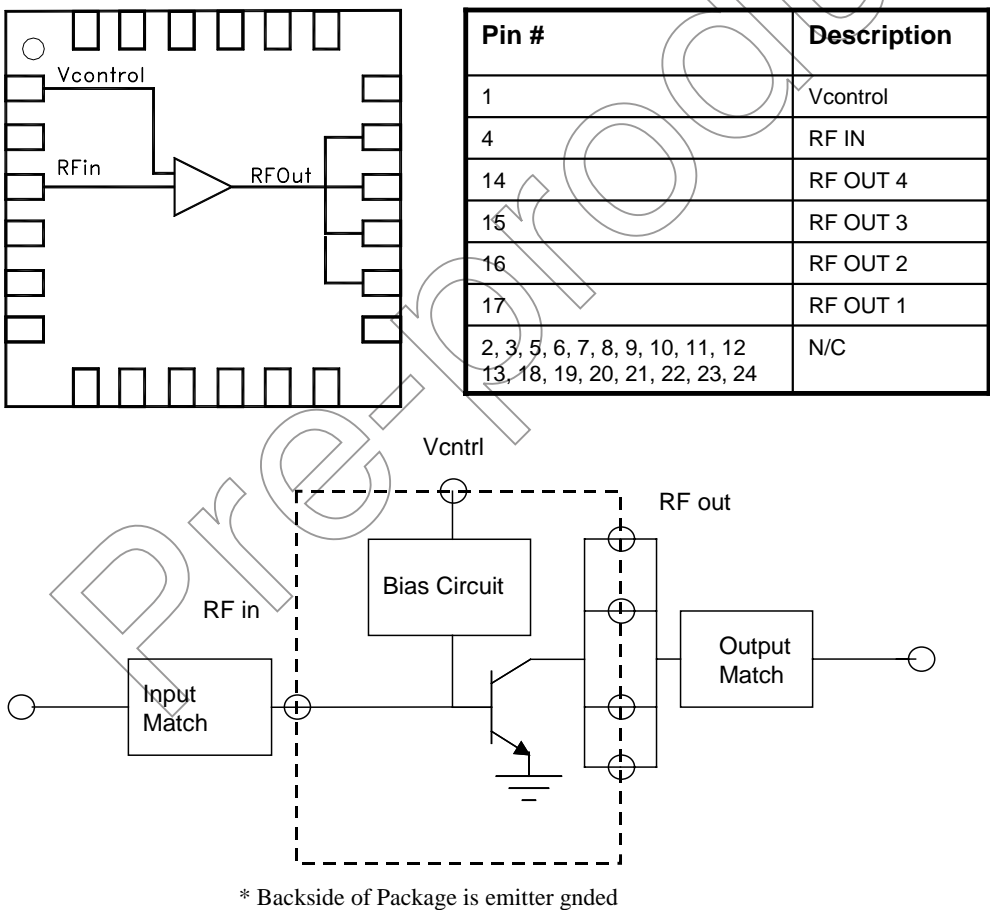 Vcontrol
RFin
RFOut
Pin # Description
1 Vcontrol
4 RF IN
14 RF OUT 4
15 RF OUT 3
16 RF OUT 2
17 RF OUT 1
2, 3, 5, 6, 7, 8, 9, 10, 11, 12 N/C
13, 18, 19, 20, 21, 22, 23, 24
Vcntrl
RF out
Bias Circuit
RF in
Output
Match
Input
Match
* Backside of Package is emitter gnded